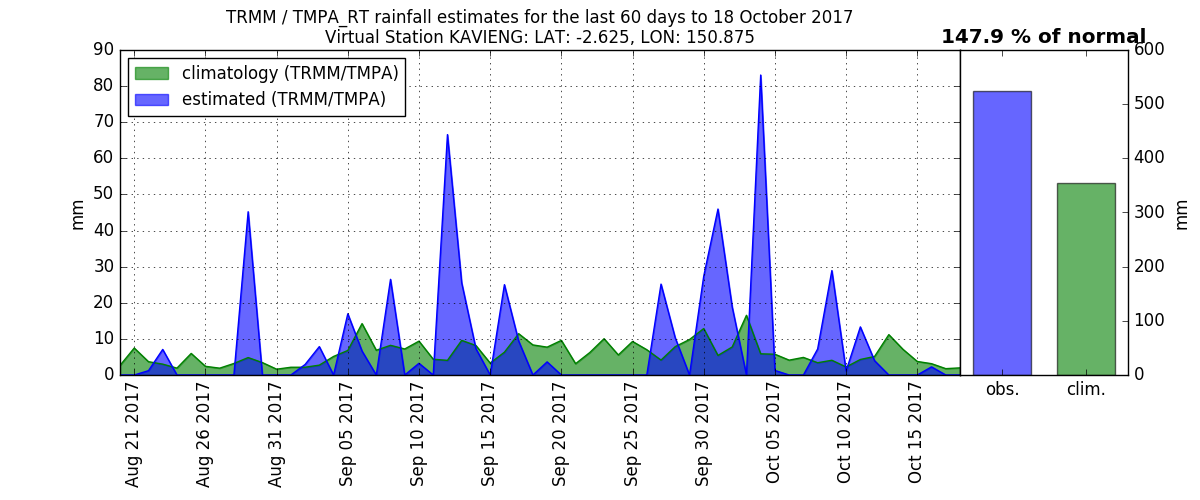 TRMM / TMPA_RT rainfall estimates for the last 60 days to 18 October 2017
Virtual Station KAVIENG: LAT: -2.625, LON: 150.875
147.9 % of normal
climatology (TRMM/TMPA)
estimated (TRMM/TMPA)
mm
90
80
70
60
50
40
30
20
10
0
Aug 21 2017
Aug 26 2017
Aug 31 2017
Sep 05 2017
Sep 10 2017
Sep 15 2017
Sep 20 2017
Sep 25 2017
Sep 30 2017
Oct 05 2017
Oct 10 2017
Oct 15 2017
obs.
clim.
600
500
400
300
200
100
0
mm